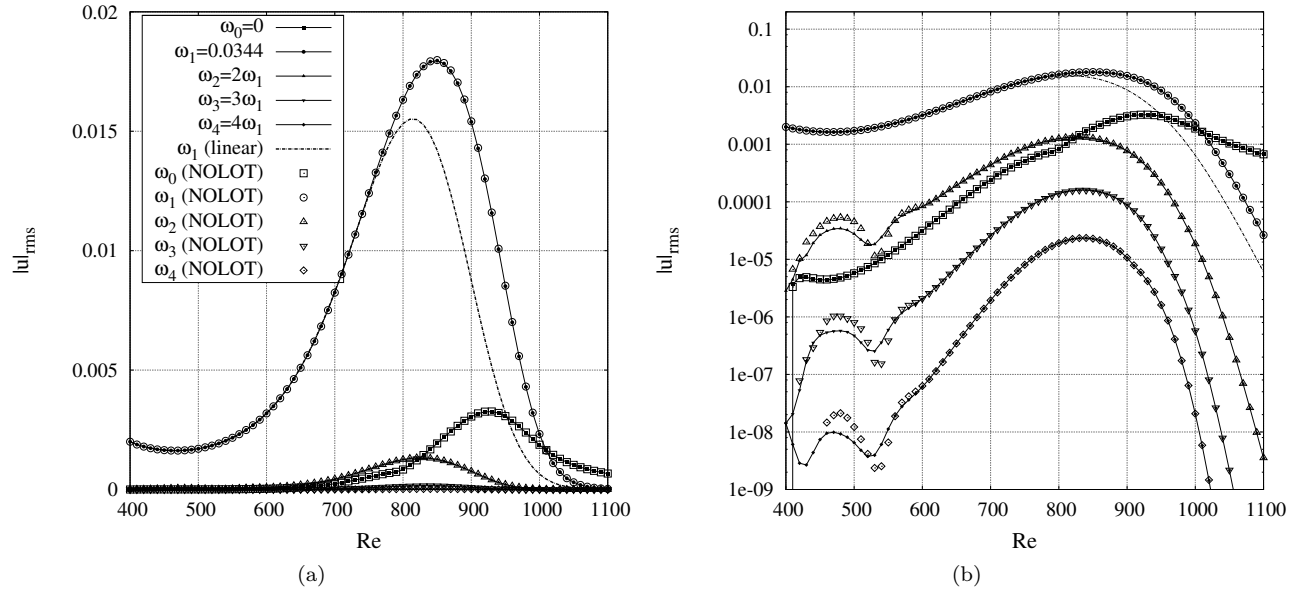 0.02
0.015
0.01
0.005
0
|u|rms
400 500 600 700 800 900 1000 1100
Re
ω0=0
ω1=0.0344
ω2=2ω1
ω3=3ω1
ω4=4ω1
ω1 (linear)
ω0 (NOLOT)
ω1 (NOLOT)
ω2 (NOLOT)
ω3 (NOLOT)
ω4 (NOLOT)
(a)
0.1
0.01
0.001
0.0001
1e-05
1e-06
1e-07
1e-08
1e-09
|u|rms
400 500 600 700 800 900 1000 1100
Re
(b)